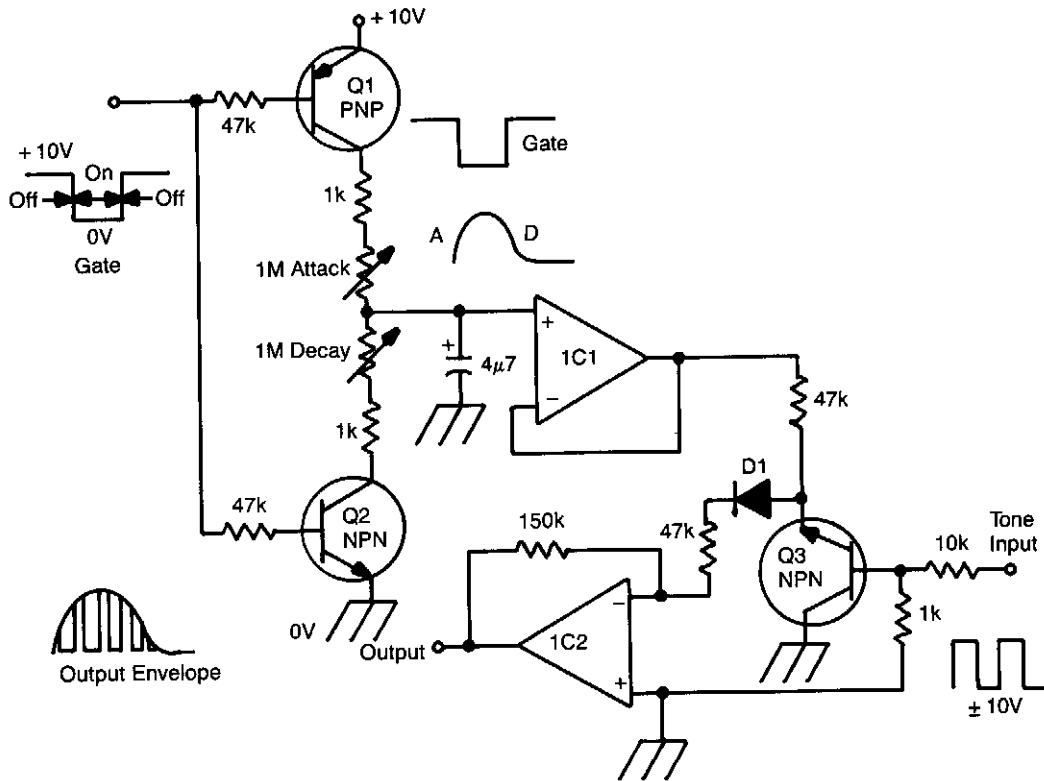 + 10V
Q1
PNP
47k
Gate
+ 10V
On
Off
Off
0V
Gate
1k
A
D
1M Attack
+
1C1
−
1M Decay
+
4µ7
47k
1k
D1
47k
Q2
NPN
150k
47k
Q3
NPN
Tone
Input
10k
−
1C2
+
1k
0V
Output
Output Envelope
± 10V